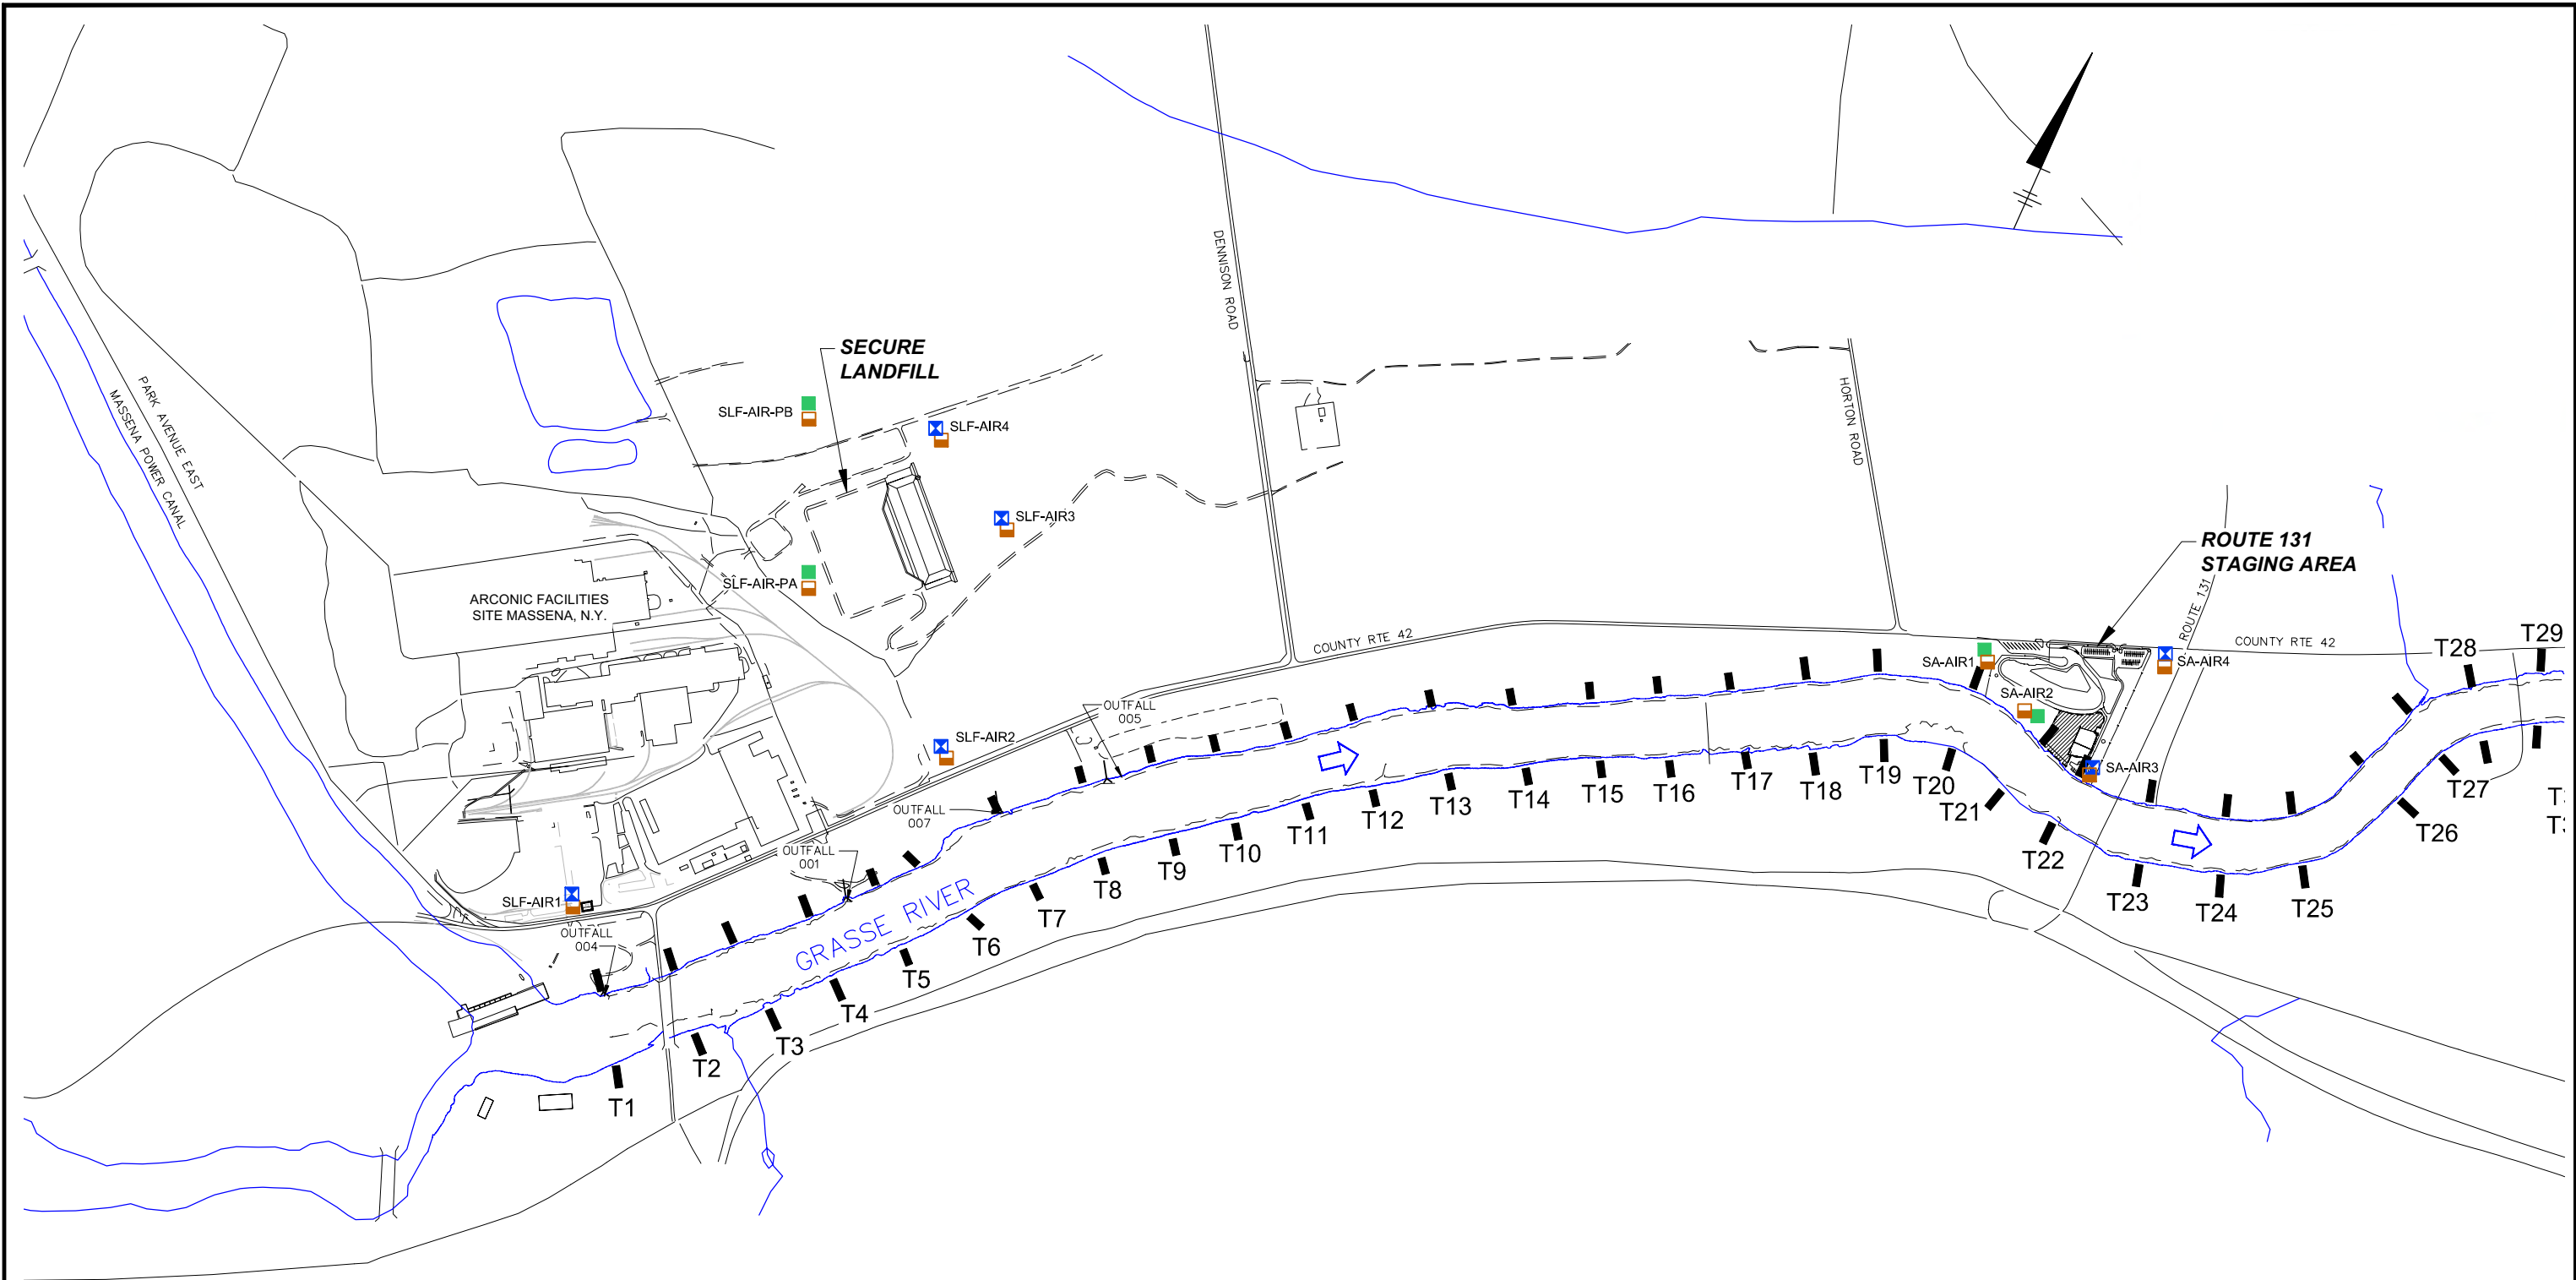 DENNISON ROAD
SECURE
LANDFILL
PARK AVENUE EAST
MASSENA POWER CANAL
SLF-AIR-PB
SLF-AIR4
HORTON ROAD
SLF-AIR3
ROUTE 131
STAGING AREA
SLF-AIR-PA
ARCONIC FACILITIES
SITE MASSENA, N.Y.
ROUTE 131
COUNTY RTE 42
COUNTY RTE 42
T29
T28
SA-AIR1
SA-AIR4
SA-AIR2
OUTFALL
005
SLF-AIR2
SA-AIR3
OUTFALL
007
OUTFALL
001
GRASSE RIVER
SLF-AIR1
OUTFALL
004
T1
T2
T3
T4
T5
T6
T7
T8
T9
T10
T11
T12
T13
T14
T15
T16
T17
T18
T19
T20
T21
T22
T23
T24
T25
T26
T27